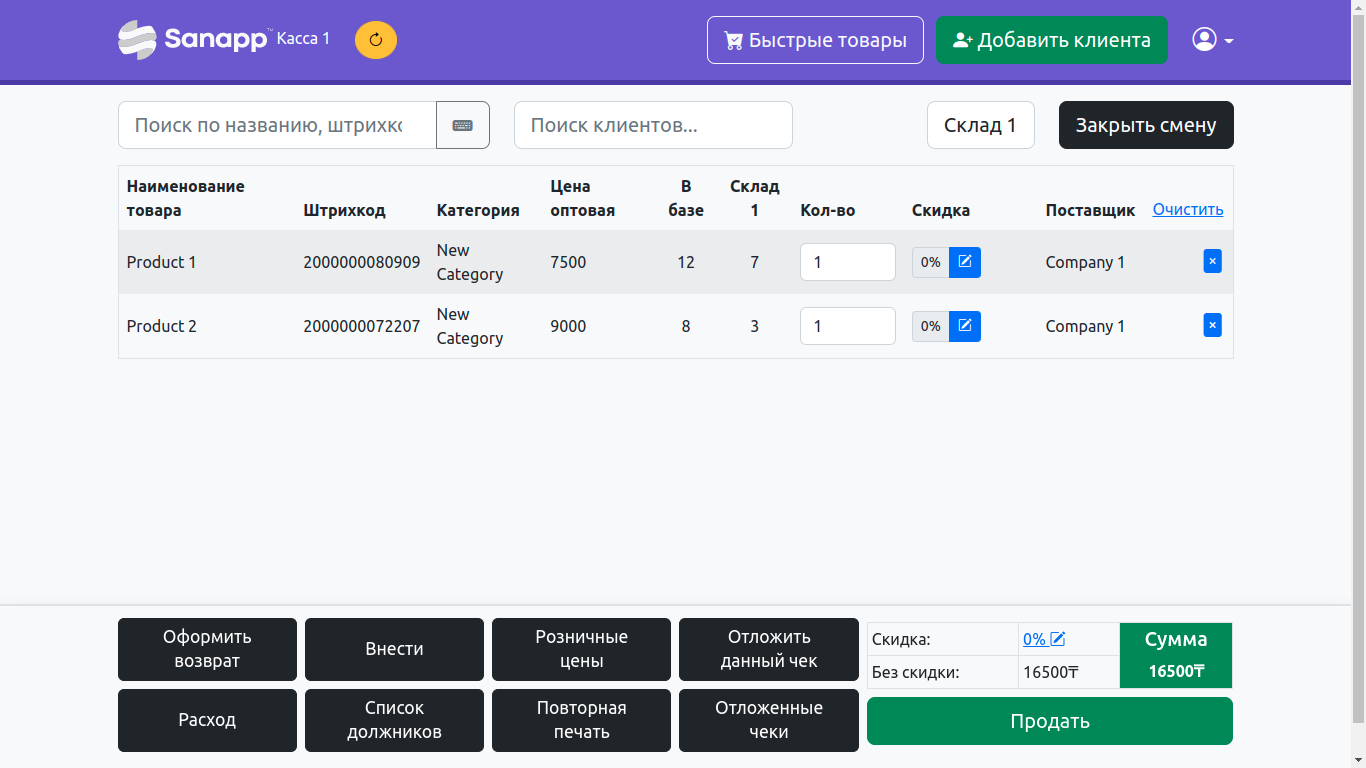 Sanapp™ Касса 1
Быстрые товары
Добавить клиента
Поиск по названию, штрихко
Поиск клиентов...
Склад 1
Закрыть смену
Наименование товара Штрихкод Категория Цена оптовая В базе Склад 1 Кол-во Скидка Поставщик Очистить
Product 1 2000000080909 New Category 7500 12 7 1 0% Company 1 ×
Product 2 2000000072207 New Category 9000 8 3 1 0% Company 1 ×
Оформить возврат
Внести
Розничные цены
Отложить данный чек
Расход
Список должников
Повторная печать
Отложенные чеки
Скидка: 0%
Без скидки: 16500₸
Сумма
16500₸
Продать